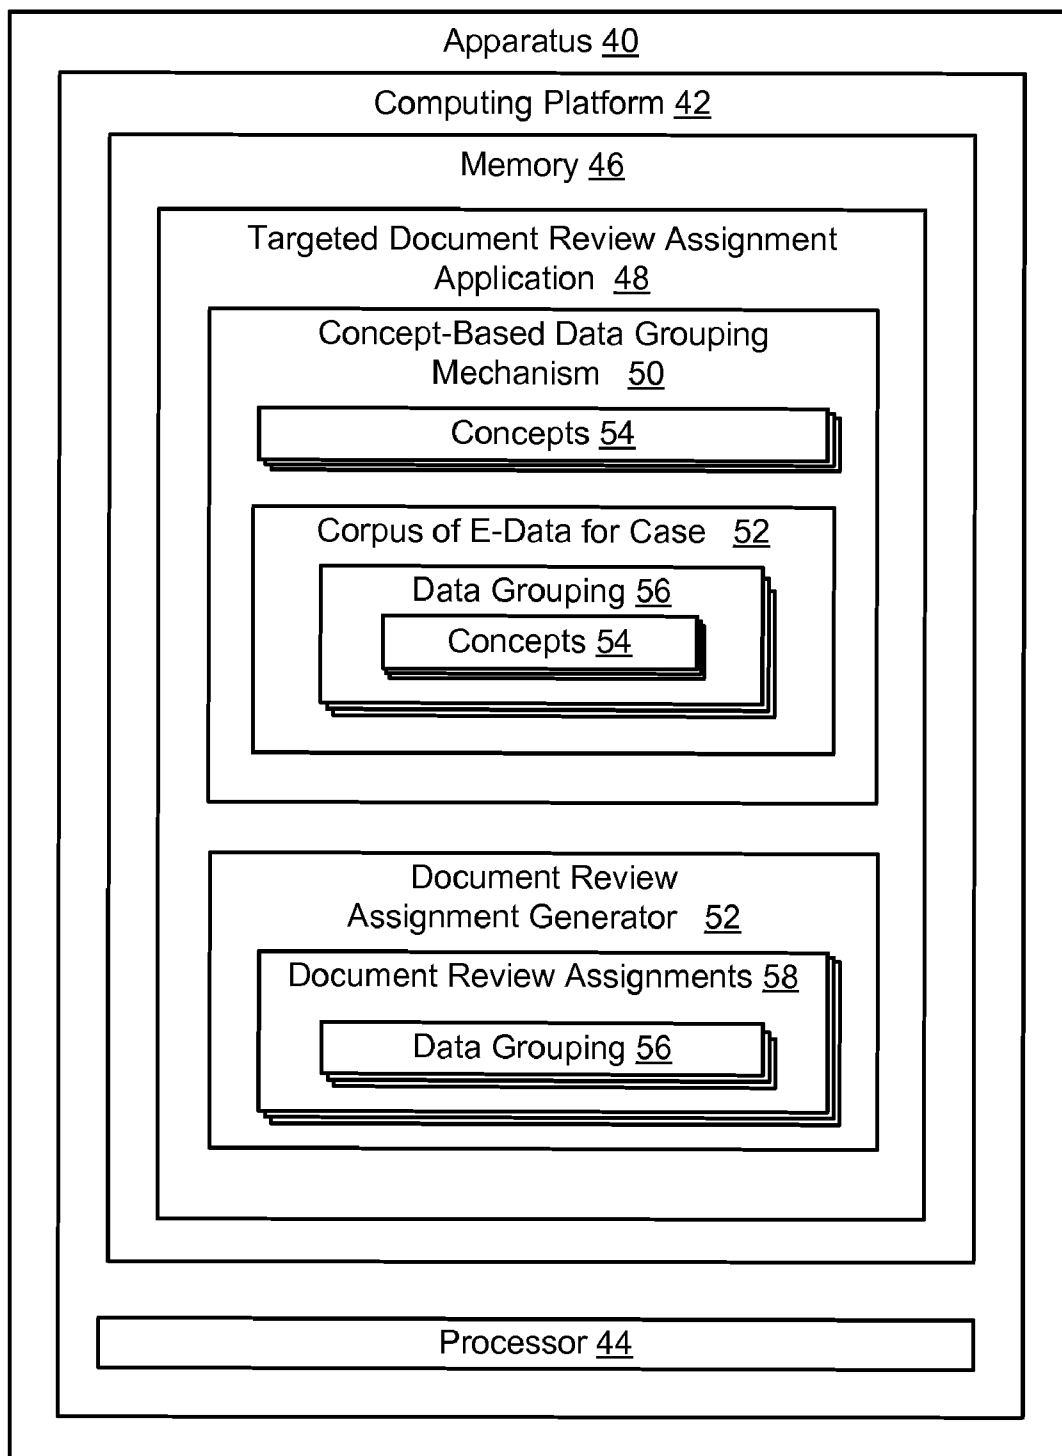 Apparatus 40
Computing Platform 42
Memory 46
Targeted Document Review Assignment
Application 48
Concept-Based Data Grouping
Mechanism 50
Concepts 54
Corpus of E-Data for Case 52
Data Grouping 56
Concepts 54
Document Review
Assignment Generator 52
Document Review Assignments 58
Data Grouping 56
Processor 44